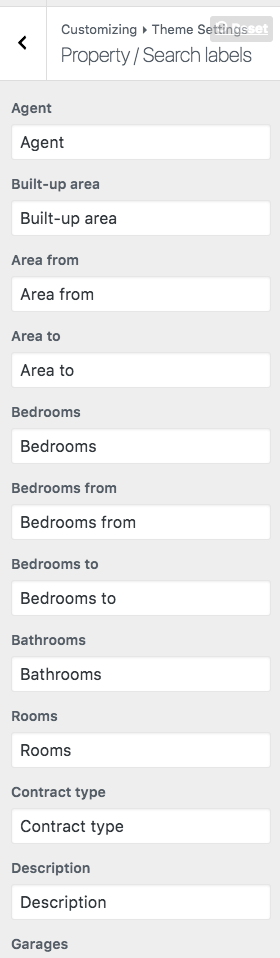 Customizing ▸ Theme Settings
Reset
Property / Search labels
Agent
Agent
Built-up area
Built-up area
Area from
Area from
Area to
Area to
Bedrooms
Bedrooms
Bedrooms from
Bedrooms from
Bedrooms to
Bedrooms to
Bathrooms
Bathrooms
Rooms
Rooms
Contract type
Contract type
Description
Description
Garages